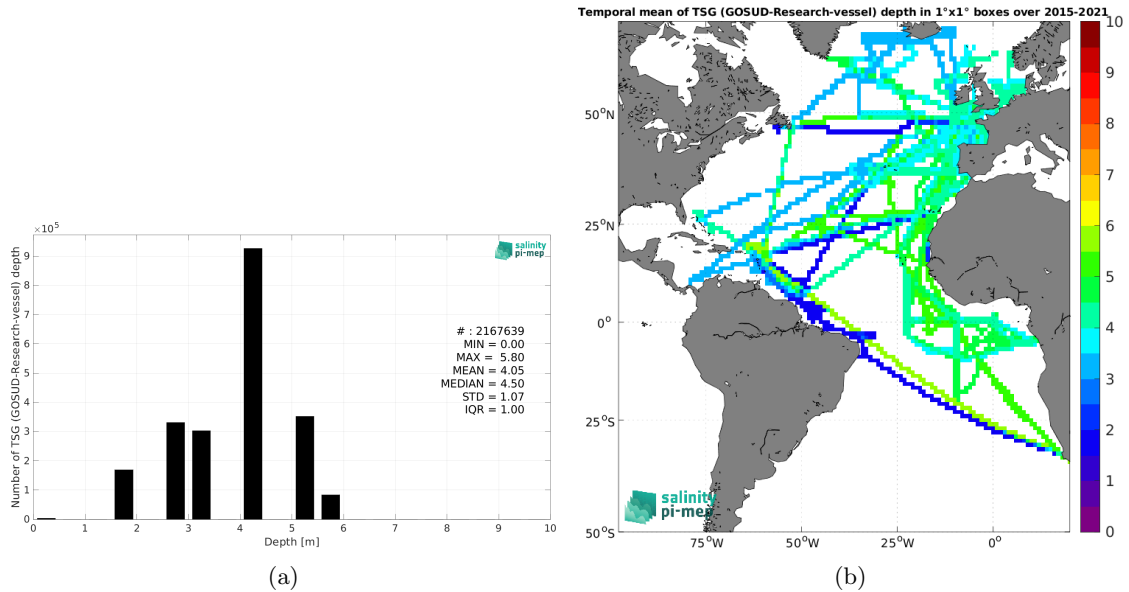 ×10⁵
Number of TSG (GOSUD-Research-vessel) depth
9
8
7
6
5
4
3
2
1
0
0 1 2 3 4 5 6 7 8 9 10
Depth [m]
salinity
pi-mep
# : 2167639
MIN = 0.00
MAX = 5.80
MEAN = 4.05
MEDIAN = 4.50
STD = 1.07
IQR = 1.00
(a)
Temporal mean of TSG (GOSUD-Research-vessel) depth in 1°x1° boxes over 2015-2021
50°N
25°N
0°
25°S
50°S
75°W 50°W 25°W 0°
salinity
pi-mep
10
9
8
7
6
5
4
3
2
1
0
(b)